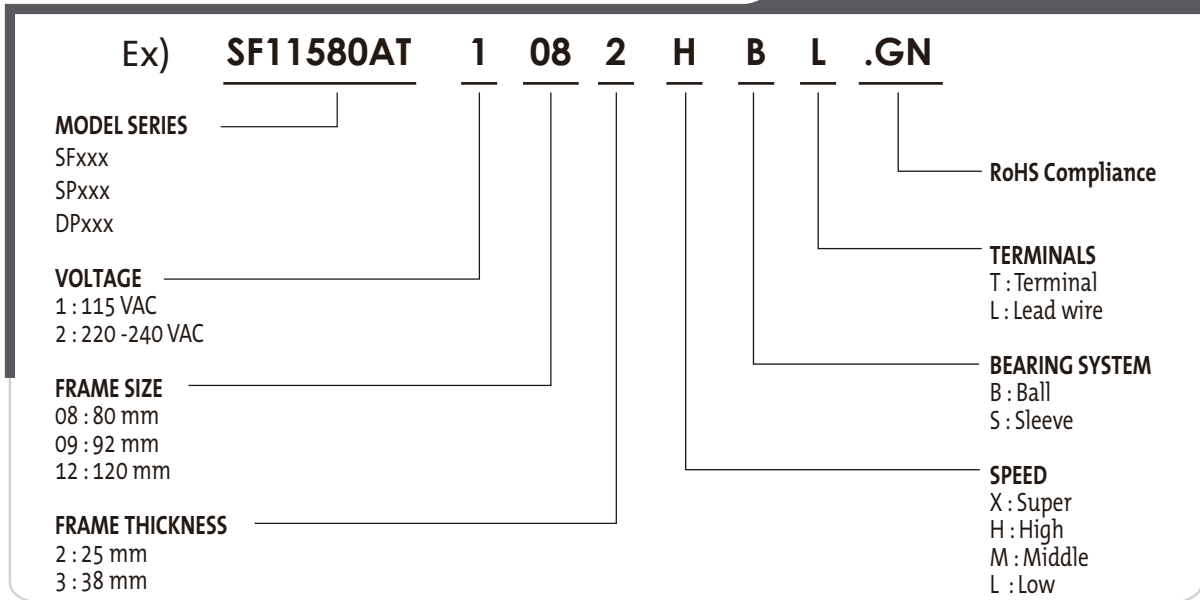 Ex) SF11580AT 1 08 2 H B L .GN
MODEL SERIES
SFxxx
SPxxx
DPxxx
VOLTAGE
1 : 115 VAC
2 : 220 -240 VAC
FRAME SIZE
08 : 80 mm
09 : 92 mm
12 : 120 mm
FRAME THICKNESS
2 : 25 mm
3 : 38 mm
RoHS Compliance
TERMINALS
T : Terminal
L : Lead wire
BEARING SYSTEM
B : Ball
S : Sleeve
SPEED
X : Super
H : High
M : Middle
L : Low